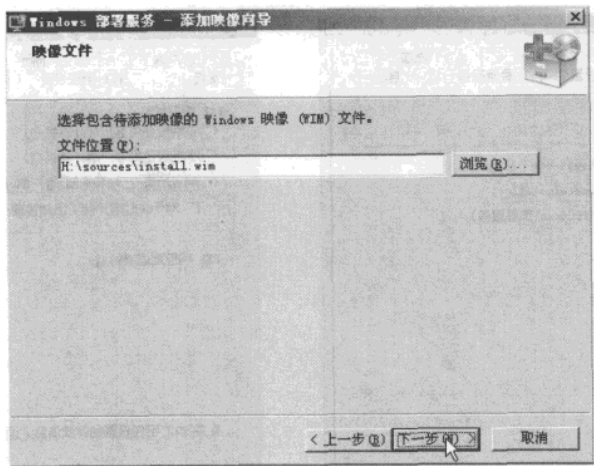 Windows 部署服务 - 添加映像向导
映像文件
选择包含待添加映像的 Windows 映像 (WIM) 文件。
文件位置(F):
H:\sources\install.wim
浏览(R)...
< 上一步(B)
下一步(N) >
取消